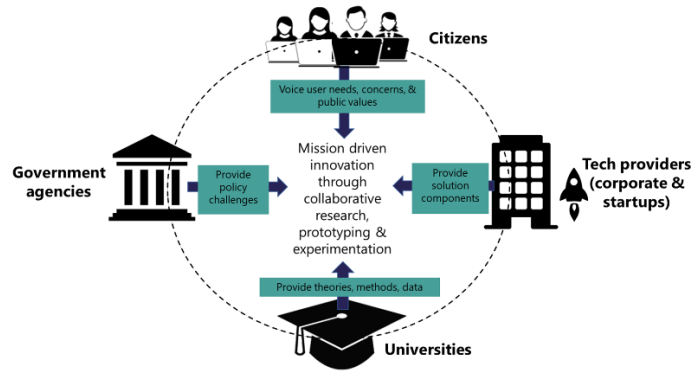 Citizens
Voice user needs, concerns, &
public values
Government
agencies
Provide
policy
challenges
Mission driven
innovation
through
collaborative
research,
prototyping &
experimentation
Provide
solution
components
Tech providers
(corporate &
startups)
Provide theories, methods, data
Universities